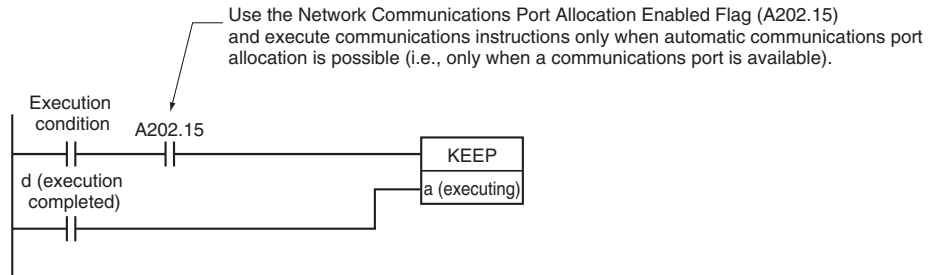 Use the Network Communications Port Allocation Enabled Flag (A202.15)
and execute communications instructions only when automatic communications port
allocation is possible (i.e., only when a communications port is available).
Execution
condition
A202.15
KEEP
a (executing)
d (execution
completed)